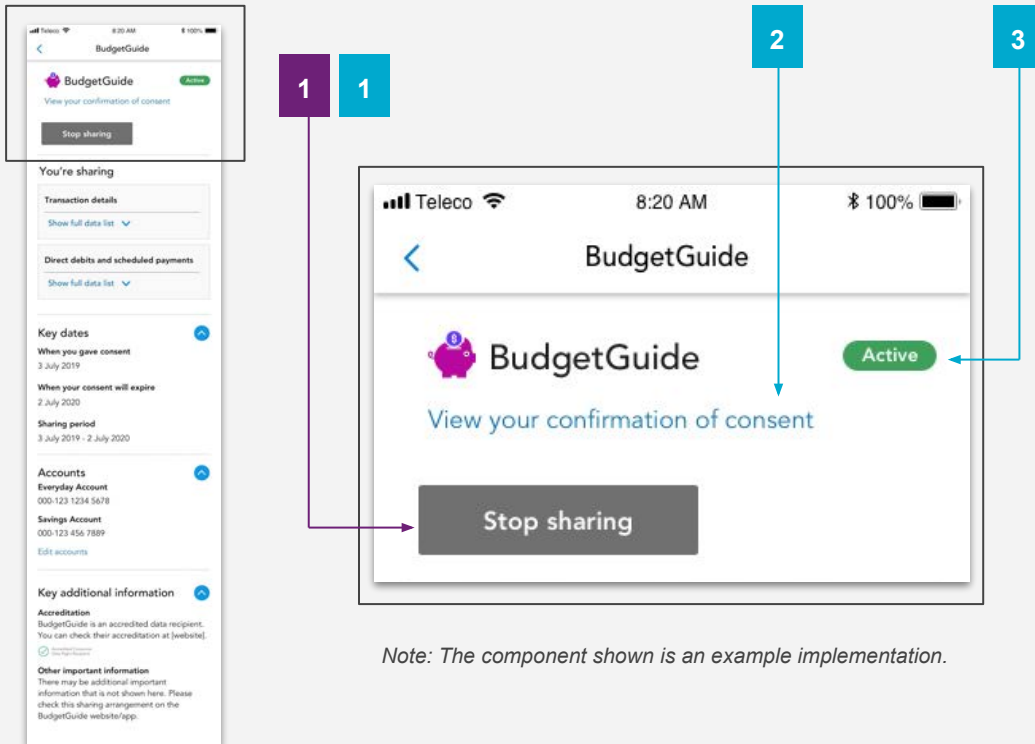 Teleco 8:20 AM 100%
BudgetGuide
BudgetGuide Active
View your confirmation of consent
Stop sharing
You're sharing
Transaction details
Show full data list
Direct debits and scheduled payments
Show full data list
Key dates
When you gave consent
3 July 2019
When your consent will expire
2 July 2020
Sharing period
3 July 2019 - 2 July 2020
Accounts
Everyday Account
000-123 1234 5678
Savings Account
000-123 456 7889
Edit accounts
Key additional information
Accreditation
BudgetGuide is an accredited data recipient.
You can check their accreditation at [website].
Other important information
There may be additional important
information that is not shown here. Please
check this sharing arrangement on the
BudgetGuide website/app.
1 1
2
3
Teleco 8:20 AM 100%
BudgetGuide
BudgetGuide Active
View your confirmation of consent
Stop sharing
Note: The component shown is an example implementation.